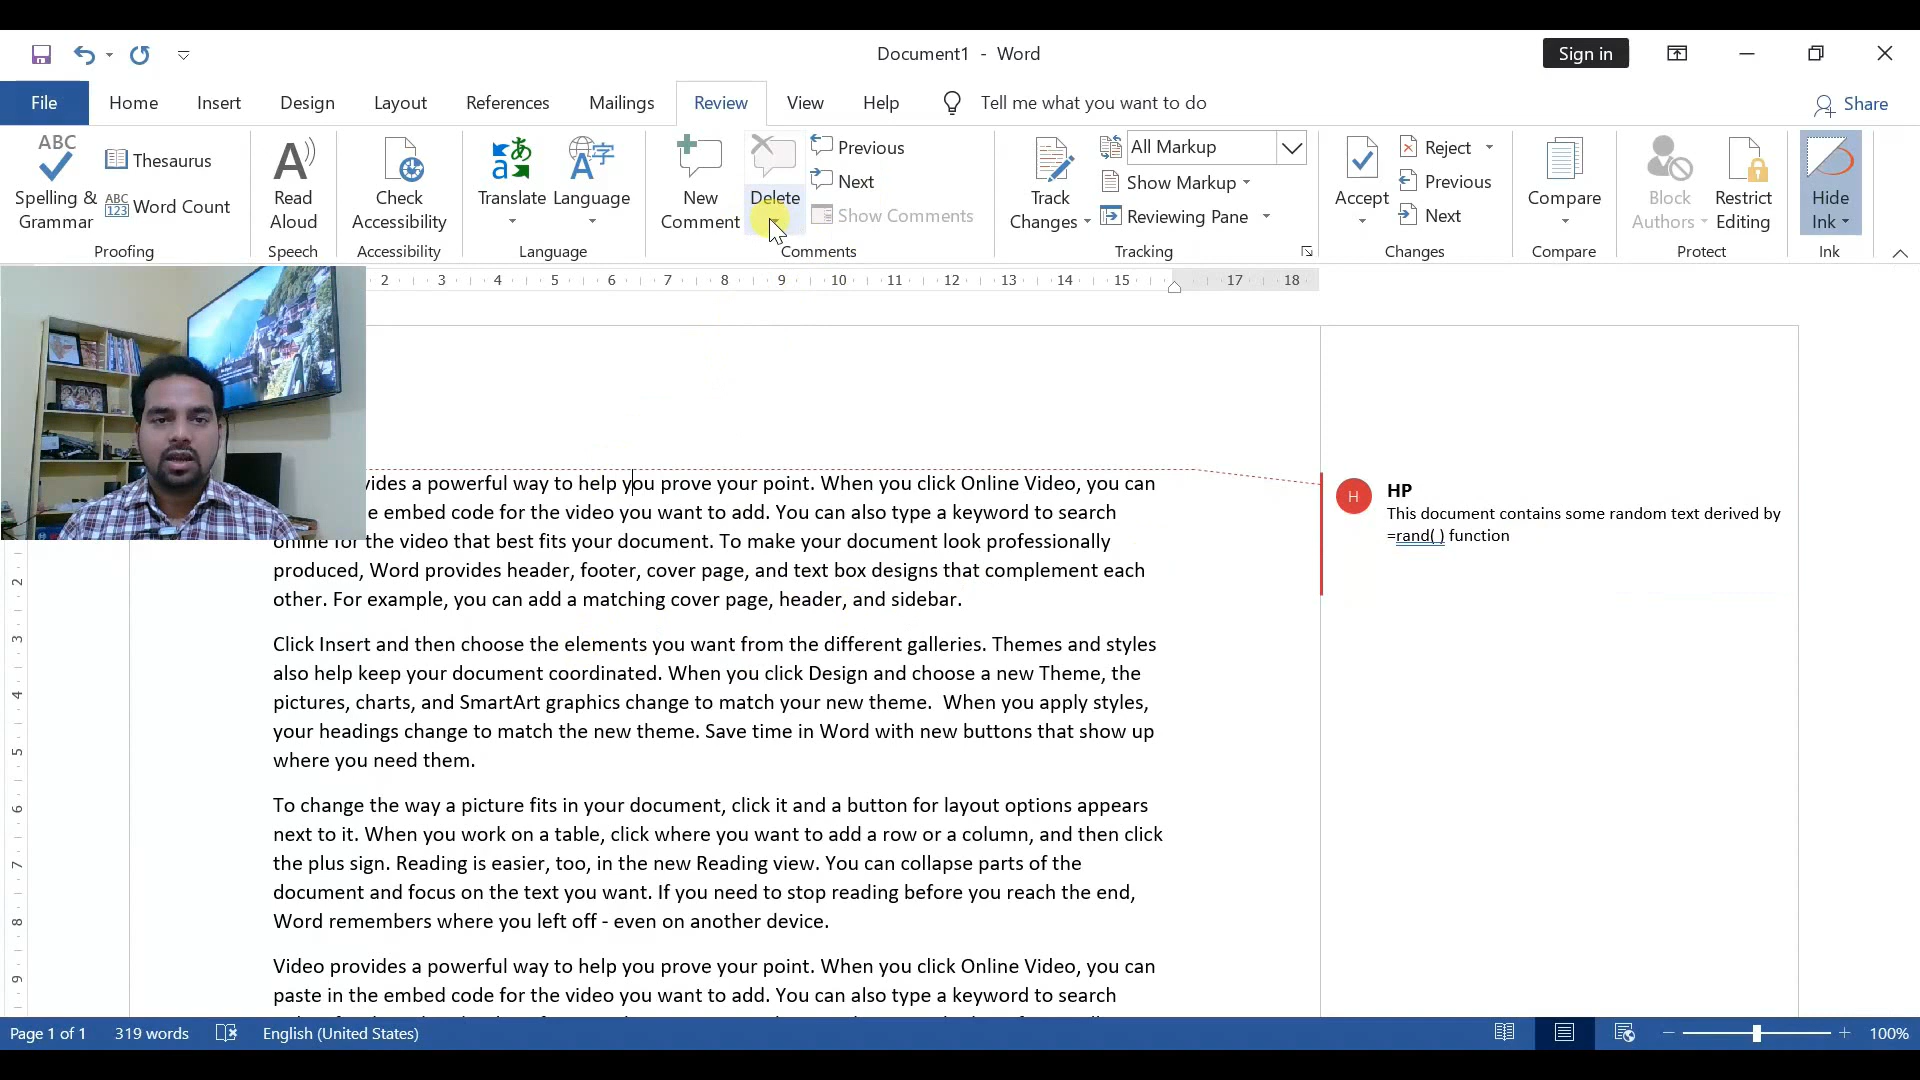 Document1 - Word
Sign in
File Home Insert Design Layout References Mailings Review View Help Tell me what you want to do Share
ABC
Spelling & Grammar
Thesaurus
ABC 123 Word Count
Proofing
Read Aloud
Speech
Check Accessibility
Accessibility
Translate
Language
Language
New Comment
Delete
Previous
Next
Show Comments
Comments
Track Changes
All Markup
Show Markup
Reviewing Pane
Tracking
Accept
Reject
Previous
Next
Changes
Compare
Compare
Block Authors
Restrict Editing
Protect
Hide Ink
Ink
2 3 4 5 6 7 8 9 10 11 12 13 14 15 17 18
vides a powerful way to help you prove your point. When you click Online Video, you can
e embed code for the video you want to add. You can also type a keyword to search
online for the video that best fits your document. To make your document look professionally
produced, Word provides header, footer, cover page, and text box designs that complement each
other. For example, you can add a matching cover page, header, and sidebar.
Click Insert and then choose the elements you want from the different galleries. Themes and styles
also help keep your document coordinated. When you click Design and choose a new Theme, the
pictures, charts, and SmartArt graphics change to match your new theme. When you apply styles,
your headings change to match the new theme. Save time in Word with new buttons that show up
where you need them.
To change the way a picture fits in your document, click it and a button for layout options appears
next to it. When you work on a table, click where you want to add a row or a column, and then click
the plus sign. Reading is easier, too, in the new Reading view. You can collapse parts of the
document and focus on the text you want. If you need to stop reading before you reach the end,
Word remembers where you left off - even on another device.
Video provides a powerful way to help you prove your point. When you click Online Video, you can
paste in the embed code for the video you want to add. You can also type a keyword to search
H
HP
This document contains some random text derived by
=rand( ) function
2
3
4
5
6
7
8
9
Page 1 of 1 319 words English (United States) 100%